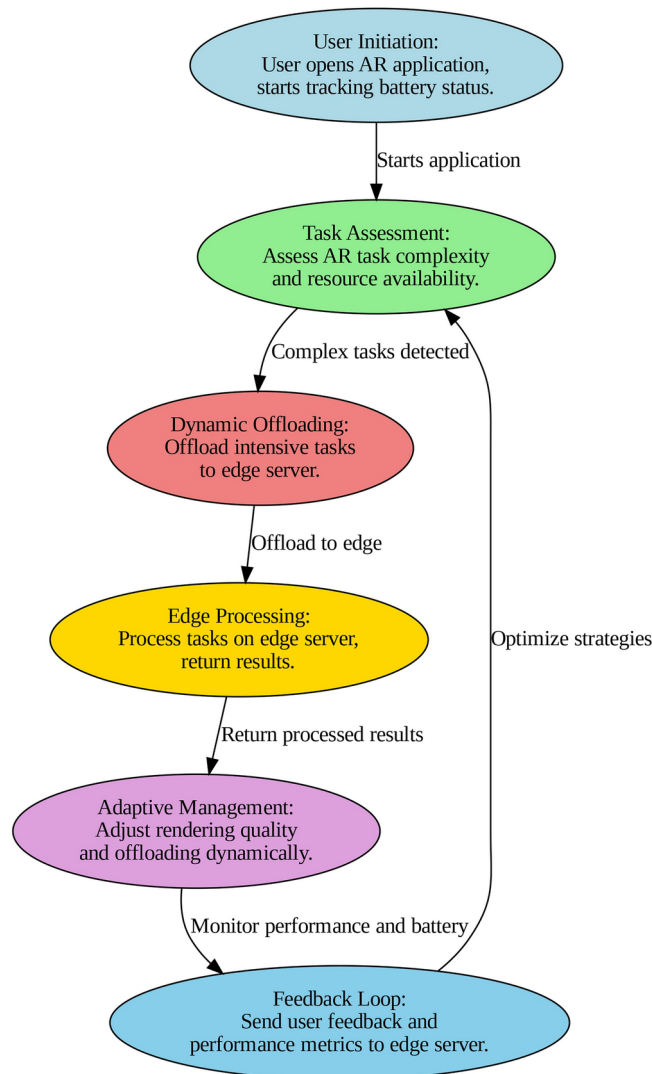 User Initiation:
User opens AR application,
starts tracking battery status.
Starts application
Task Assessment:
Assess AR task complexity
and resource availability.
Complex tasks detected
Dynamic Offloading:
Offload intensive tasks
to edge server.
Offload to edge
Edge Processing:
Process tasks on edge server,
return results.
Optimize strategies
Return processed results
Adaptive Management:
Adjust rendering quality
and offloading dynamically.
Monitor performance and battery
Feedback Loop:
Send user feedback and
performance metrics to edge server.